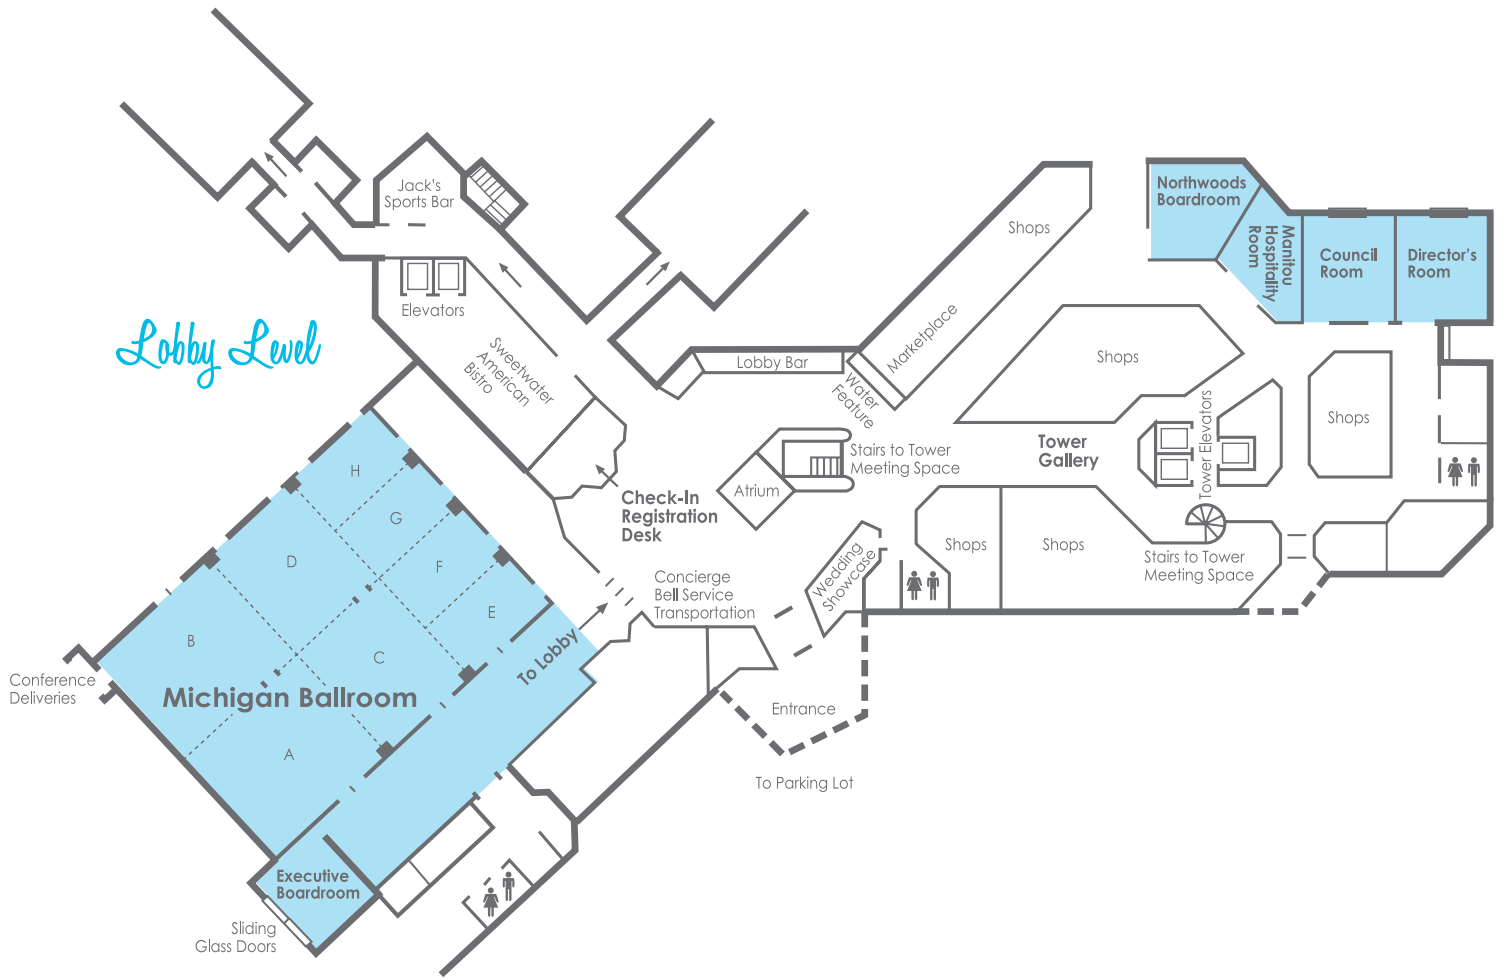 Jack's
Sports Bar
Elevators
Sweetwater
American
Bistro
Lobby Level
Shops
Marketplace
Lobby Bar
Water
Feature
Northwoods
Boardroom
Manitou
Hospitality
Room
Council
Room
Director's
Room
Shops
Shops
Tower
Gallery
Tower Elevators
Stairs to Tower
Meeting Space
Atrium
Check-In
Registration
Desk
Shops
Shops
Stairs to Tower
Meeting Space
Wedding
Showcase
Concierge
Bell Service
Transportation
To Lobby
Entrance
To Parking Lot
H
G
D
F
E
B
C
Michigan Ballroom
A
Conference
Deliveries
Executive
Boardroom
Sliding
Glass Doors